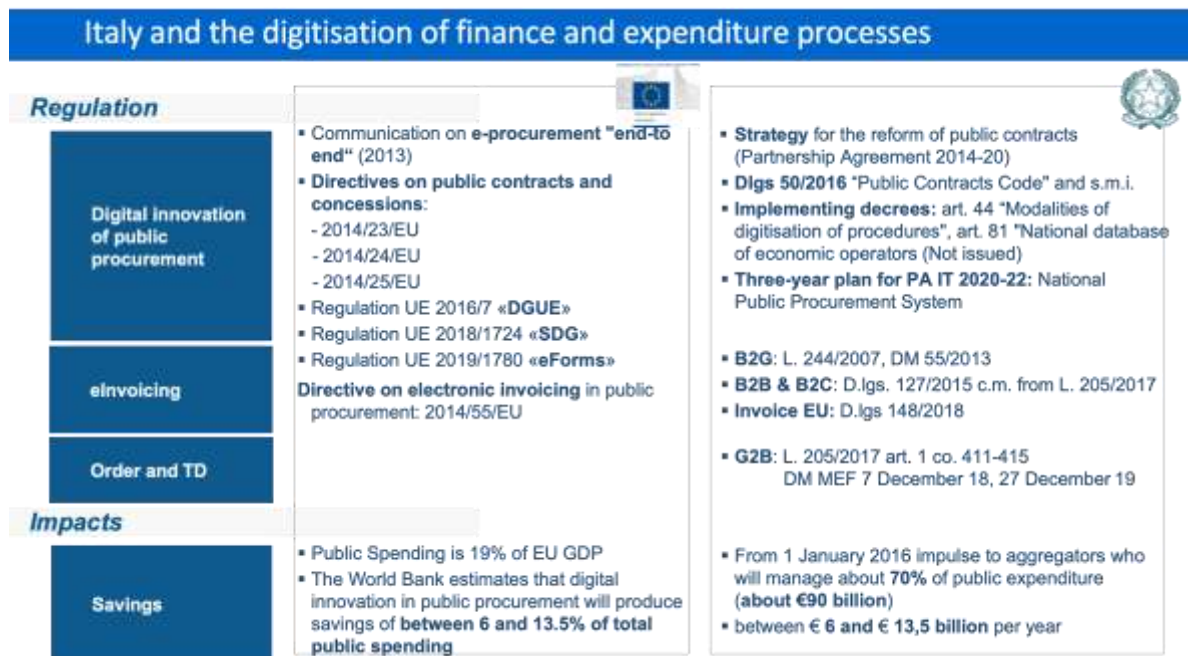 Italy and the digitisation of finance and expenditure processes
Regulation
Digital innovation
of public
procurement
▪ Communication on e-procurement "end-to
end“ (2013)
▪ Directives on public contracts and
concessions:
- 2014/23/EU
- 2014/24/EU
- 2014/25/EU
▪ Regulation UE 2016/7 «DGUE»
▪ Regulation UE 2018/1724 «SDG»
▪ Regulation UE 2019/1780 «eForms»
▪ Strategy for the reform of public contracts
(Partnership Agreement 2014-20)
▪ Dlgs 50/2016 “Public Contracts Code" and s.m.i.
▪ Implementing decrees: art. 44 “Modalities of
digitisation of procedures", art. 81 "National database
of economic operators (Not issued)
▪ Three-year plan for PA IT 2020-22: National
Public Procurement System
eInvoicing
Directive on electronic invoicing in public
procurement: 2014/55/EU
▪ B2G: L. 244/2007, DM 55/2013
▪ B2B & B2C: D.lgs. 127/2015 c.m. from L. 205/2017
▪ Invoice EU: D.lgs 148/2018
Order and TD
▪ G2B: L. 205/2017 art. 1 co. 411-415
DM MEF 7 December 18, 27 December 19
Impacts
Savings
▪ Public Spending is 19% of EU GDP
▪ The World Bank estimates that digital
innovation in public procurement will produce
savings of between 6 and 13.5% of total
public spending
▪ From 1 January 2016 impulse to aggregators who
will manage about 70% of public expenditure
(about €90 billion)
▪ between € 6 and € 13,5 billion per year